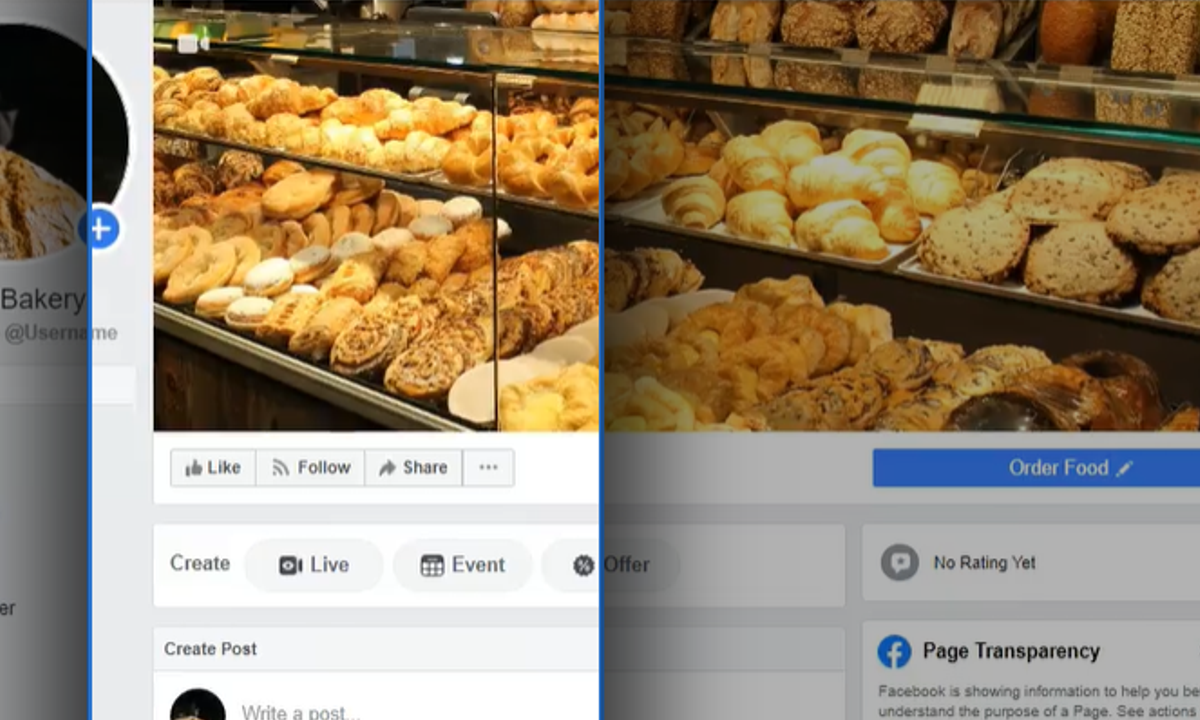 Bakery
@Username
er
Like Follow Share ...
Order Food
Create Live Event Offer
No Rating Yet
Create Post
Page Transparency
Write a post...
Facebook is showing information to help you be
understand the purpose of a Page. See actions